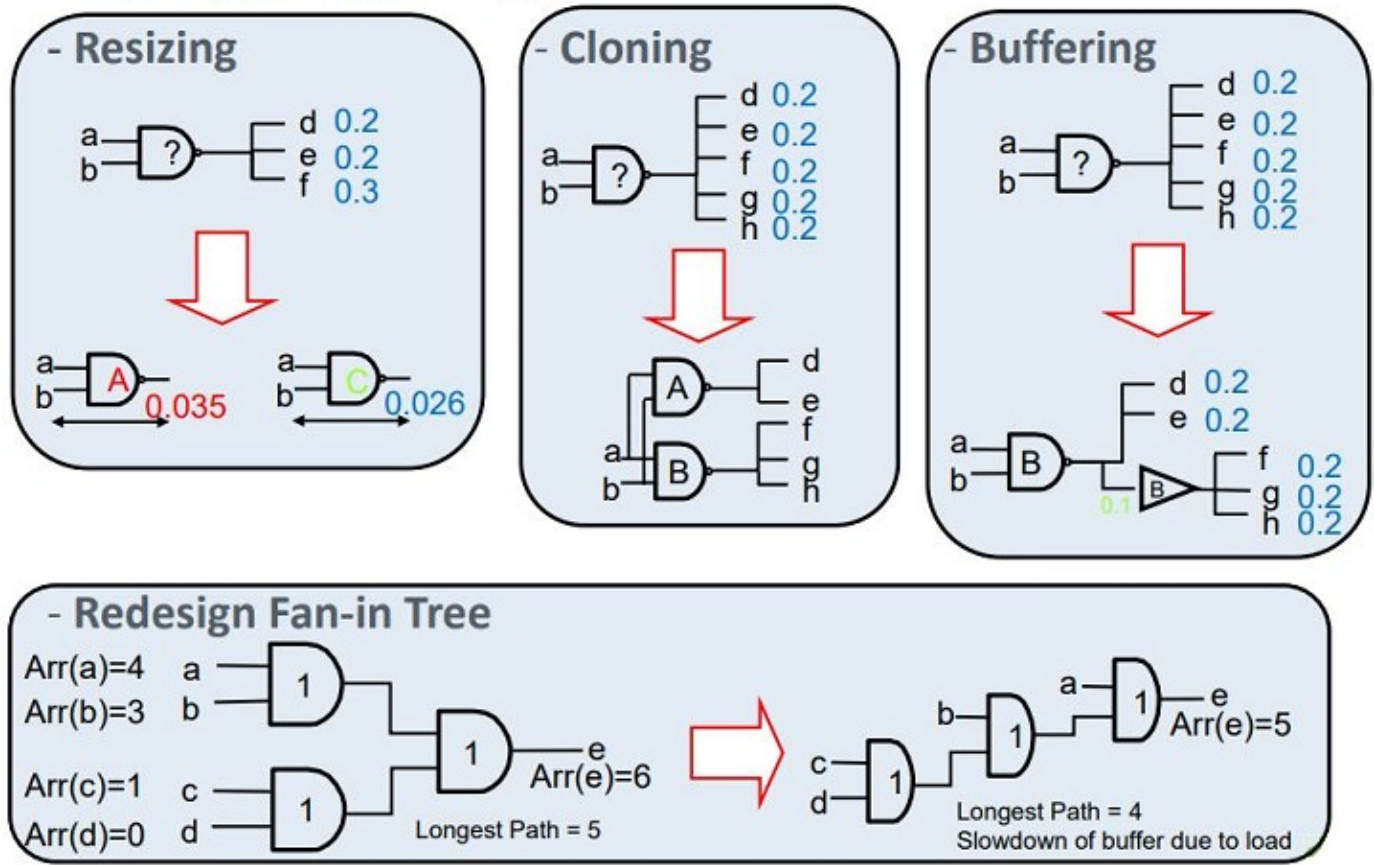 - Resizing
a
b
?
d 0.2
e 0.2
f 0.3
a
b
A
0.035
a
b
C
0.026
- Cloning
a
b
?
d 0.2
e 0.2
f 0.2
g 0.2
h 0.2
a
b
A
B
d
e
f
g
h
- Buffering
a
b
?
d 0.2
e 0.2
f 0.2
g 0.2
h 0.2
a
b
B
d 0.2
e 0.2
0.1
B
f 0.2
g 0.2
h 0.2
- Redesign Fan-in Tree
Arr(a)=4 a
Arr(b)=3 b
1
Arr(c)=1 c
Arr(d)=0 d
1
1
e
Arr(e)=6
Longest Path = 5
c
d
1
b
1
a
1
e
Arr(e)=5
Longest Path = 4
Slowdown of buffer due to load